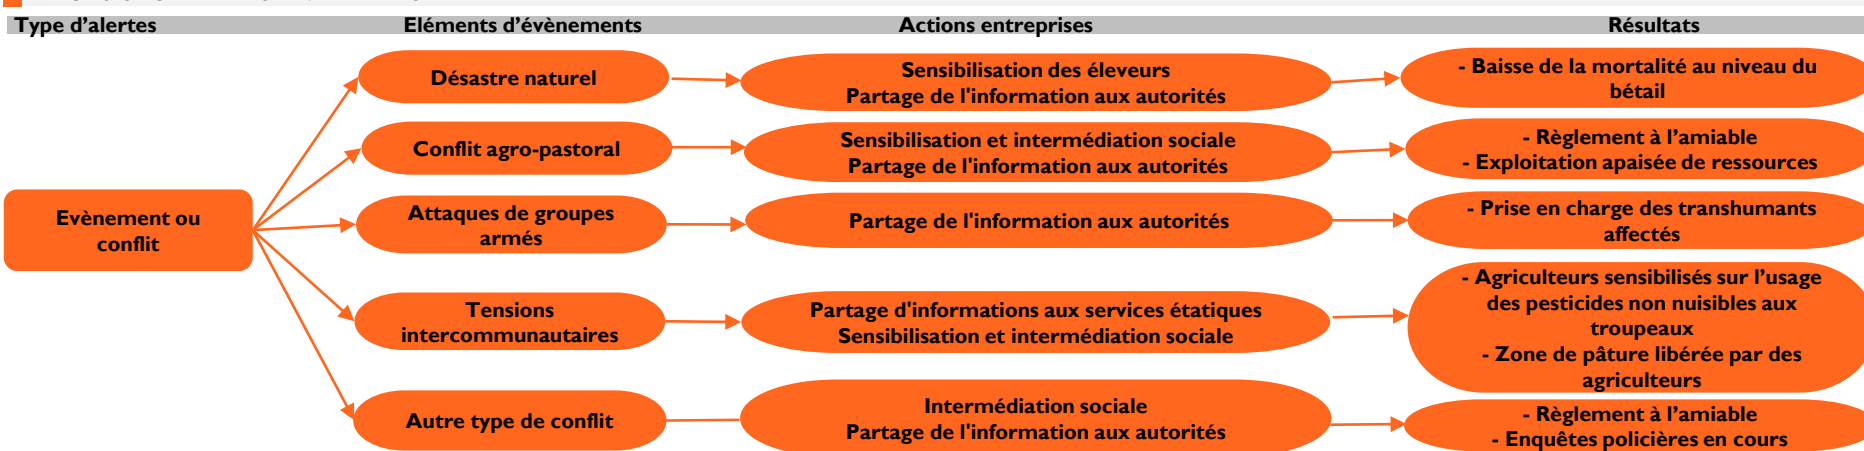 Type d’alertes
Eléments d’évènements
Actions entreprises
Résultats
Evènement ou
conflit
Désastre naturel
Sensibilisation des éleveurs
Partage de l'information aux autorités
- Baisse de la mortalité au niveau du
bétail
Conflit agro-pastoral
Sensibilisation et intermédiation sociale
Partage de l'information aux autorités
- Règlement à l’amiable
- Exploitation apaisée de ressources
Attaques de groupes
armés
Partage de l'information aux autorités
- Prise en charge des transhumants
affectés
Tensions
intercommunautaires
Partage d'informations aux services étatiques
Sensibilisation et intermédiation sociale
- Agriculteurs sensibilisés sur l’usage
des pesticides non nuisibles aux
troupeaux
- Zone de pâture libérée par des
agriculteurs
Autre type de conflit
Intermédiation sociale
Partage de l'information aux autorités
- Règlement à l’amiable
- Enquêtes policières en cours